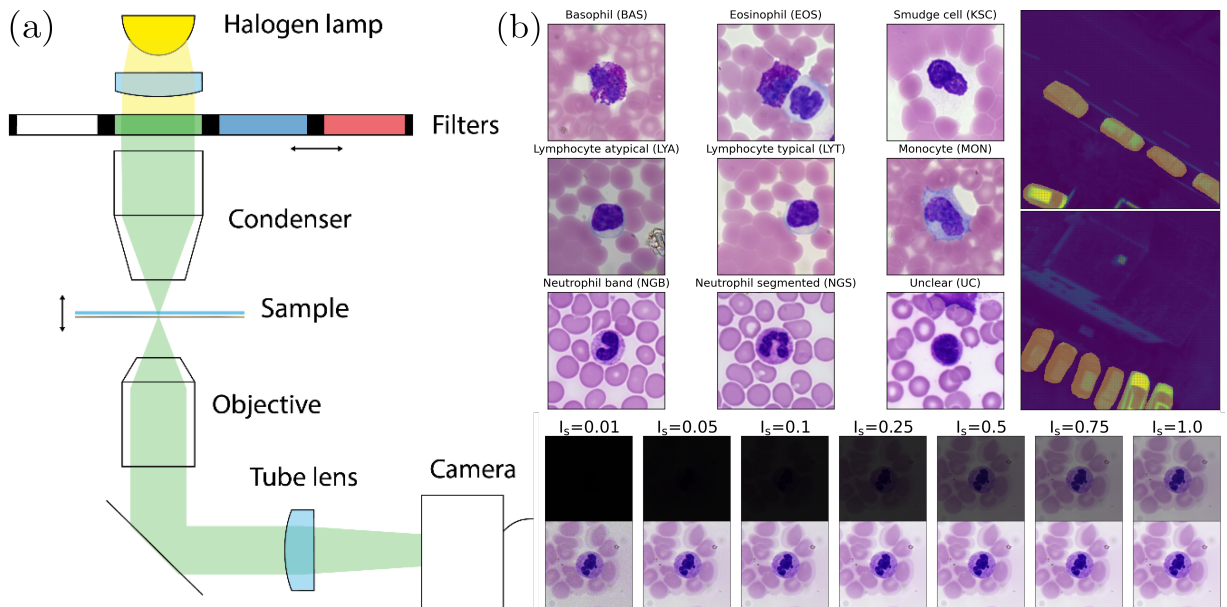 (a)
Halogen lamp
Filters
Condenser
Sample
Objective
Tube lens
Camera
(b)
Basophil (BAS)
Eosinophil (EOS)
Smudge cell (KSC)
Lymphocyte atypical (LYA)
Lymphocyte typical (LYT)
Monocyte (MON)
Neutrophil band (NGB)
Neutrophil segmented (NGS)
Unclear (UC)
Iₛ=0.01
Iₛ=0.05
Iₛ=0.1
Iₛ=0.25
Iₛ=0.5
Iₛ=0.75
Iₛ=1.0